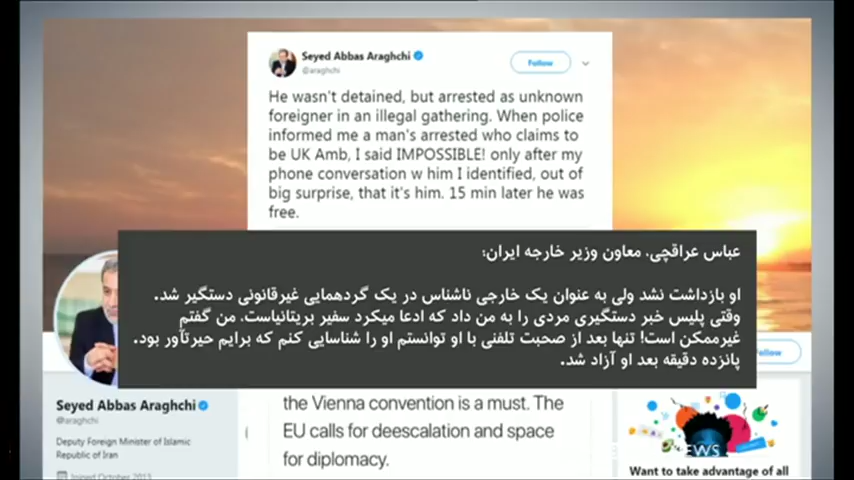 Seyed Abbas Araghchi
@araghchi
Follow
He wasn't detained, but arrested as unknown
foreigner in an illegal gathering. When police
informed me a man's arrested who claims to
be UK Amb, I said IMPOSSIBLE! only after my
phone conversation w him I identified, out of
big surprise, that it's him. 15 min later he was
free.
عباس عراقچی، معاون وزیر خارجه ایران؛
او بازداشت نشد ولی به عنوان یک خارجی ناشناس در یک گردهمایی غیرقانونی دستگیر شد.
وقتی پلیس خبر دستگیری مردی را به من داد که ادعا میکرد سفیر بریتانیاست، من گفتم
غیرممکن است! تنها بعد از صحبت تلفنی با او توانستم او را شناسایی کنم که برایم حیرت‌آور بود.
پانزده دقیقه بعد او آزاد شد.
Follow
Seyed Abbas Araghchi
@araghchi
Deputy Foreign Minister of Islamic
Republic of Iran
Joined October 2013
the Vienna convention is a must. The
EU calls for deescalation and space
for diplomacy.
NEWS
Want to take advantage of all